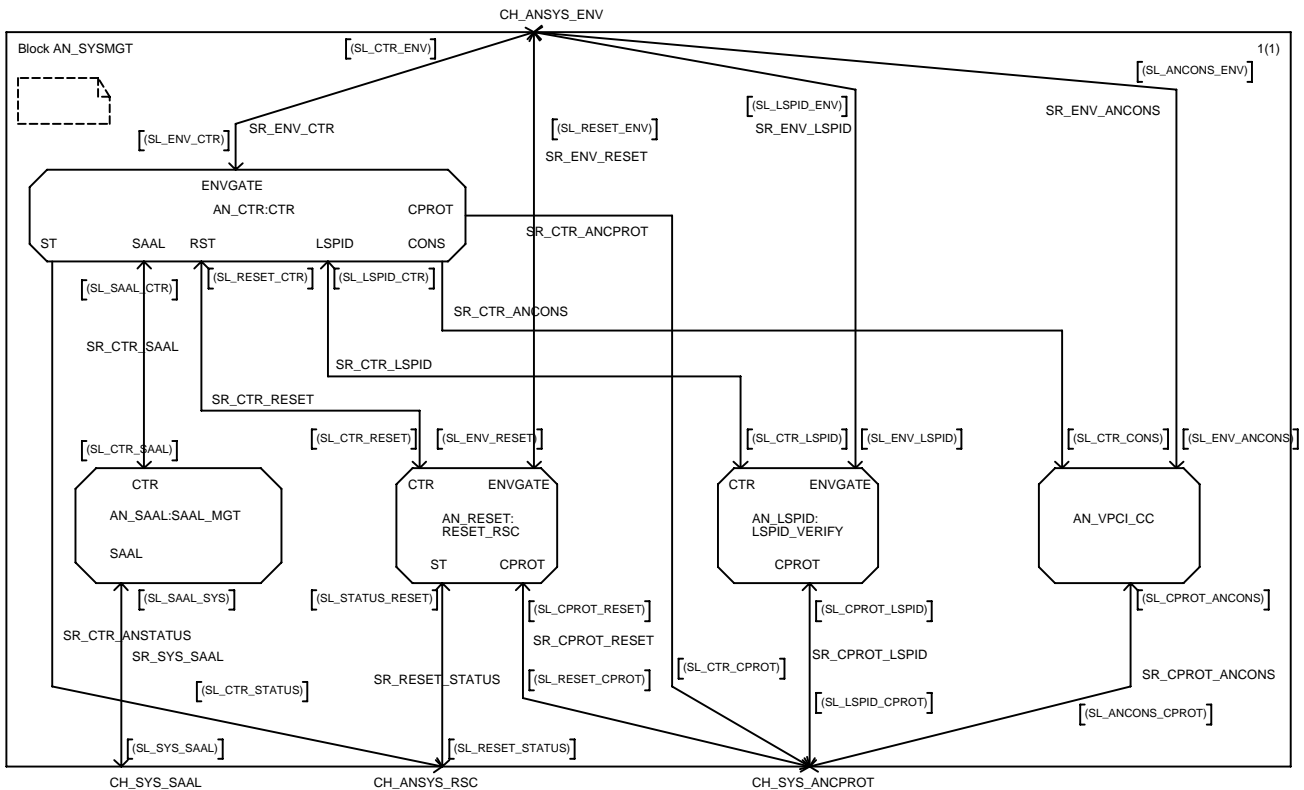 CH_ANSYS_ENV
Block AN_SYSMGT
[(SL_CTR_ENV)]
1(1)
[(SL_ANCONS_ENV)]
[(SL_LSPID_ENV)]
SR_ENV_ANCONS
SR_ENV_CTR
[(SL_RESET_ENV)]
SR_ENV_LSPID
[(SL_ENV_CTR)]
SR_ENV_RESET
ENVGATE
AN_CTR:CTR
CPROT
SR_CTR_ANCPROT
ST
SAAL
RST
LSPID
CONS
[(SL_SAAL_CTR)]
[(SL_RESET_CTR)]
[(SL_LSPID_CTR)]
SR_CTR_ANCONS
SR_CTR_SAAL
SR_CTR_LSPID
SR_CTR_RESET
[(SL_CTR_SAAL)]
[(SL_CTR_RESET)]
[(SL_ENV_RESET)]
[(SL_CTR_LSPID)]
[(SL_ENV_LSPID)]
[(SL_CTR_CONS)]
[(SL_ENV_ANCONS)]
CTR
CTR
ENVGATE
CTR
ENVGATE
AN_SAAL:SAAL_MGT
AN_RESET:
RESET_RSC
AN_LSPID:
LSPID_VERIFY
AN_VPCI_CC
SAAL
ST
CPROT
CPROT
[(SL_SAAL_SYS)]
[(SL_STATUS_RESET)]
[(SL_CPROT_RESET)]
[(SL_CPROT_LSPID)]
[(SL_CPROT_ANCONS)]
SR_CTR_ANSTATUS
SR_SYS_SAAL
SR_CPROT_RESET
SR_CPROT_LSPID
[(SL_CTR_CPROT)]
SR_CPROT_ANCONS
SR_RESET_STATUS
[(SL_RESET_CPROT)]
[(SL_CTR_STATUS)]
[(SL_LSPID_CPROT)]
[(SL_ANCONS_CPROT)]
[(SL_SYS_SAAL)]
[(SL_RESET_STATUS)]
CH_SYS_SAAL
CH_ANSYS_RSC
CH_SYS_ANCPROT